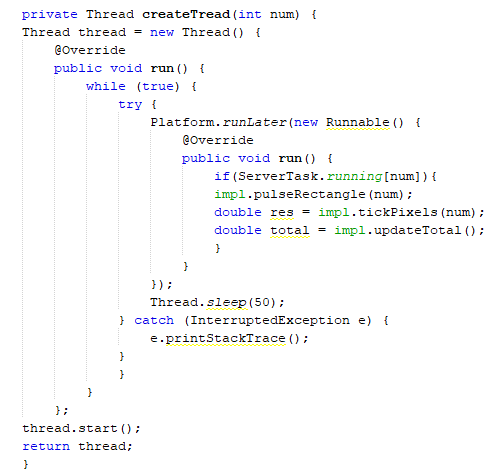 private Thread createTread(int num) {
Thread thread = new Thread() {
@Override
public void run() {
while (true) {
try {
Platform.runLater(new Runnable() {
@Override
public void run() {
if(ServerTask.running[num]){
impl.pulseRectangle(num);
double res = impl.tickPixels(num);
double total = impl.updateTotal();
}
}
});
Thread.sleep(50);
} catch (InterruptedException e) {
e.printStackTrace();
}
}
}
};
thread.start();
return thread;
}